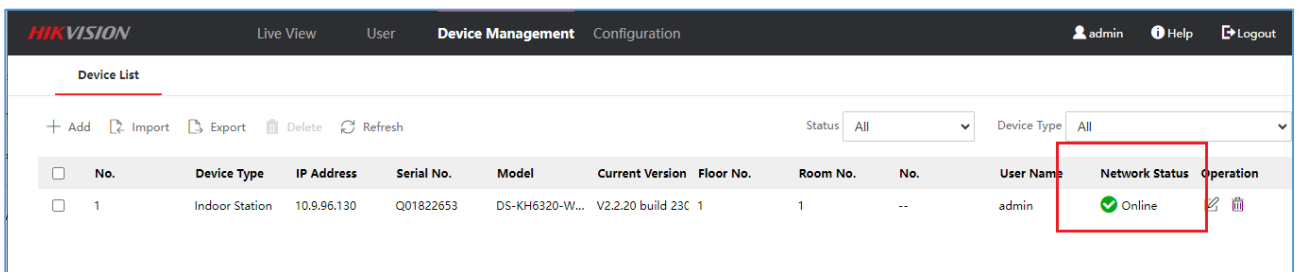 HIKVISION Live View User Device Management Configuration admin Help Logout
Device List
Add Import Export Delete Refresh Status All Device Type All
No. Device Type IP Address Serial No. Model Current Version Floor No. Room No. No. User Name Network Status Operation
1 Indoor Station 10.9.96.130 Q01822653 DS-KH6320-W... V2.2.20 build 23( 1 1 -- admin Online